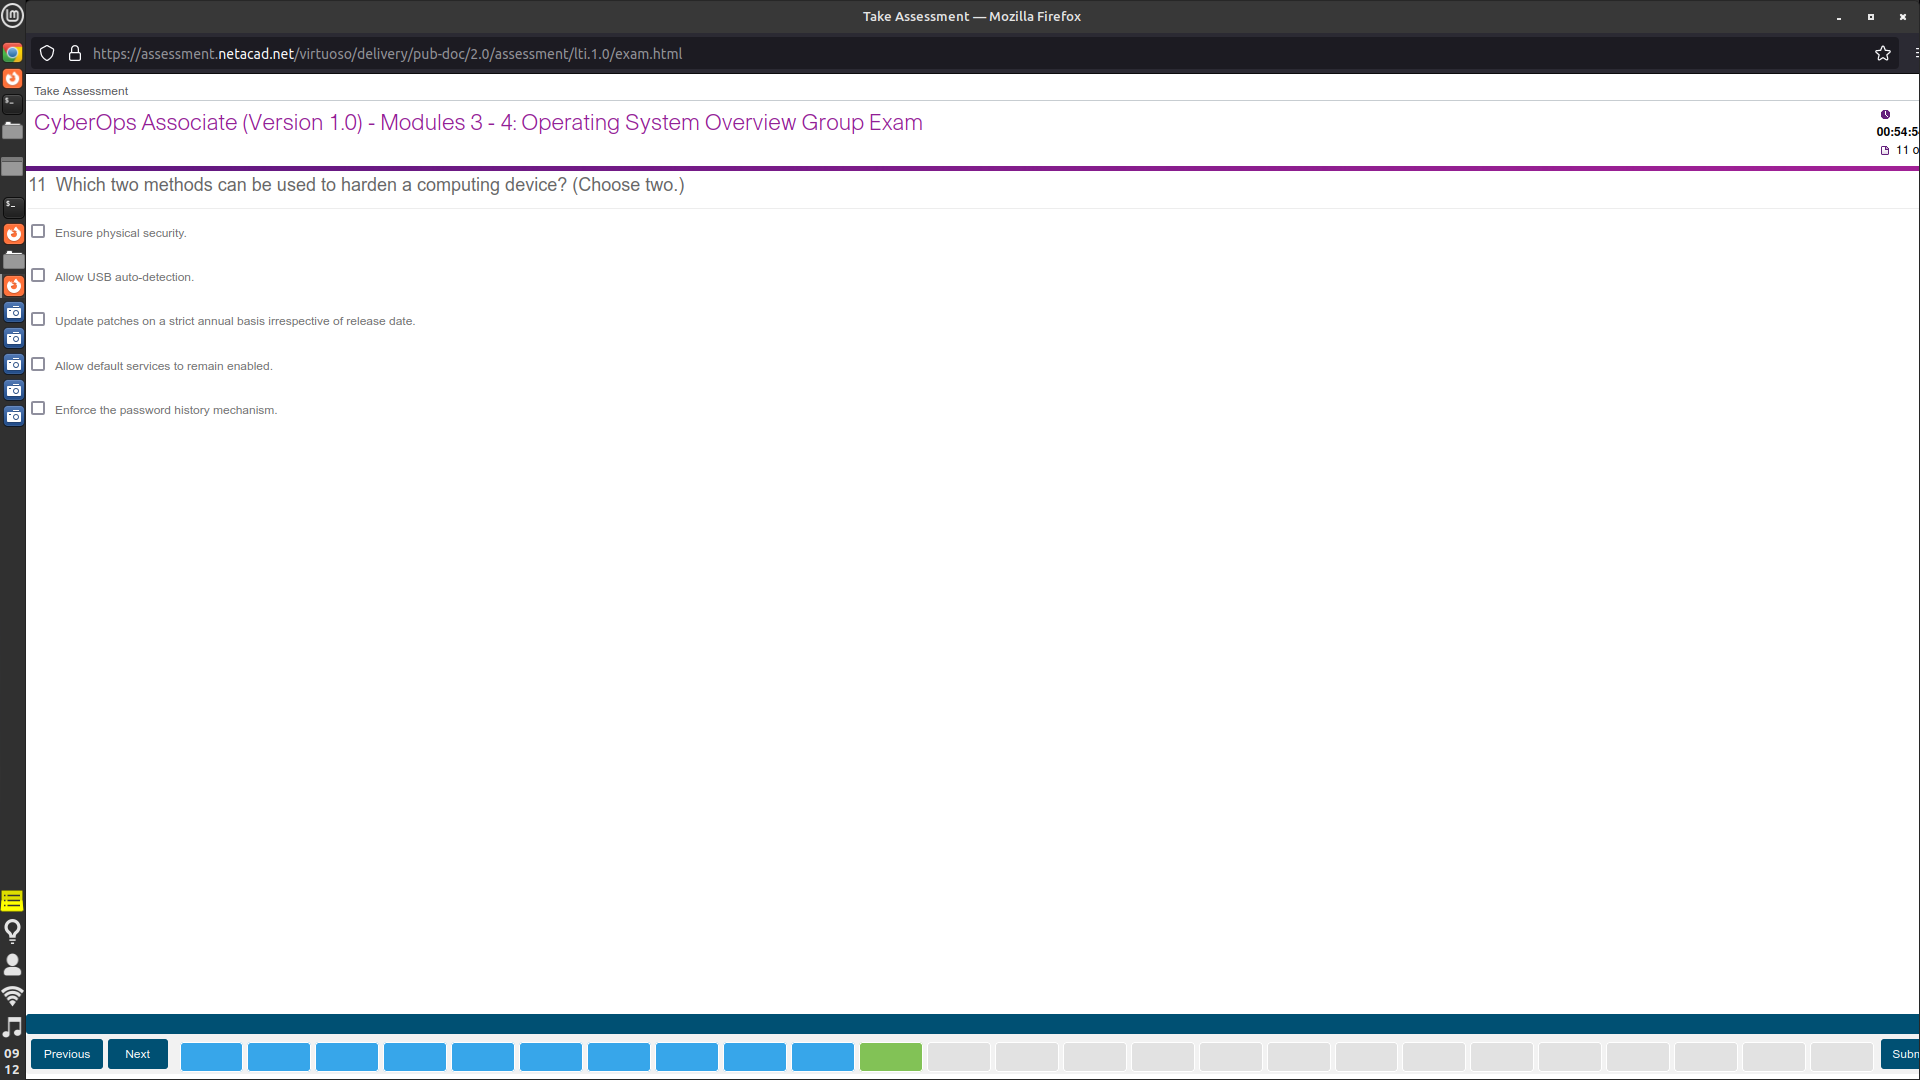 Take Assessment — Mozilla Firefox
https://assessment.netacad.net/virtuoso/delivery/pub-doc/2.0/assessment/lti.1.0/exam.html
Take Assessment
CyberOps Associate (Version 1.0) - Modules 3 - 4: Operating System Overview Group Exam
00:54:5
11 o
11 Which two methods can be used to harden a computing device? (Choose two.)
Ensure physical security.
Allow USB auto-detection.
Update patches on a strict annual basis irrespective of release date.
Allow default services to remain enabled.
Enforce the password history mechanism.
Previous
Next
Subm
09
12